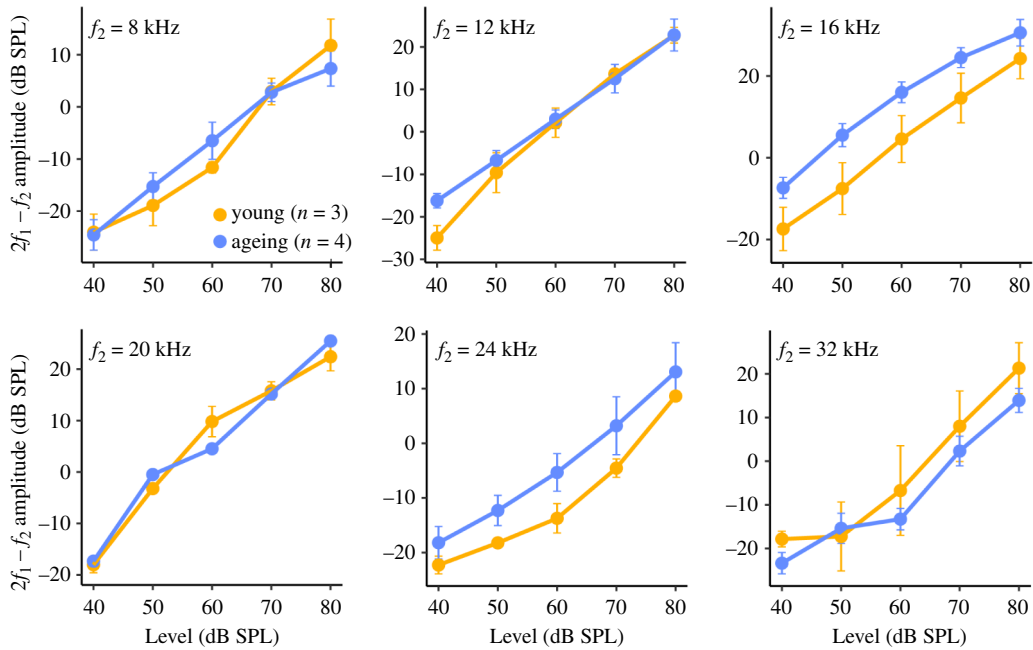 2f₁ – f₂ amplitude (dB SPL)
f₂ = 8 kHz
10
0
−10
−20
young (n = 3)
ageing (n = 4)
40 50 60 70 80
f₂ = 12 kHz
20
10
0
−10
−20
−30
40 50 60 70 80
f₂ = 16 kHz
20
0
−20
40 50 60 70 80
2f₁ – f₂ amplitude (dB SPL)
f₂ = 20 kHz
20
10
0
−10
−20
40 50 60 70 80
Level (dB SPL)
20
f₂ = 24 kHz
10
0
−10
−20
40 50 60 70 80
Level (dB SPL)
f₂ = 32 kHz
20
10
0
−10
−20
40 50 60 70 80
Level (dB SPL)